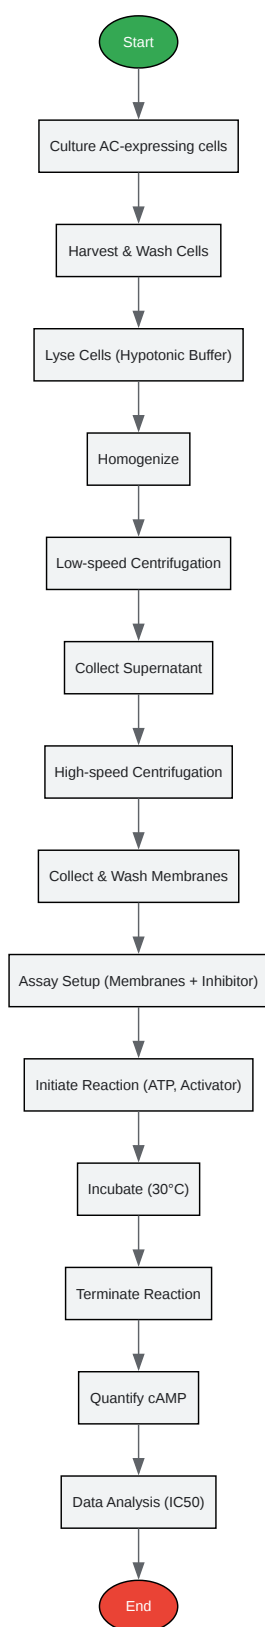 Start
Culture AC-expressing cells
Harvest & Wash Cells
Lyse Cells (Hypotonic Buffer)
Homogenize
Low-speed Centrifugation
Collect Supernatant
High-speed Centrifugation
Collect & Wash Membranes
Assay Setup (Membranes + Inhibitor)
Initiate Reaction (ATP, Activator)
Incubate (30°C)
Terminate Reaction
Quantify cAMP
Data Analysis (IC50)
End